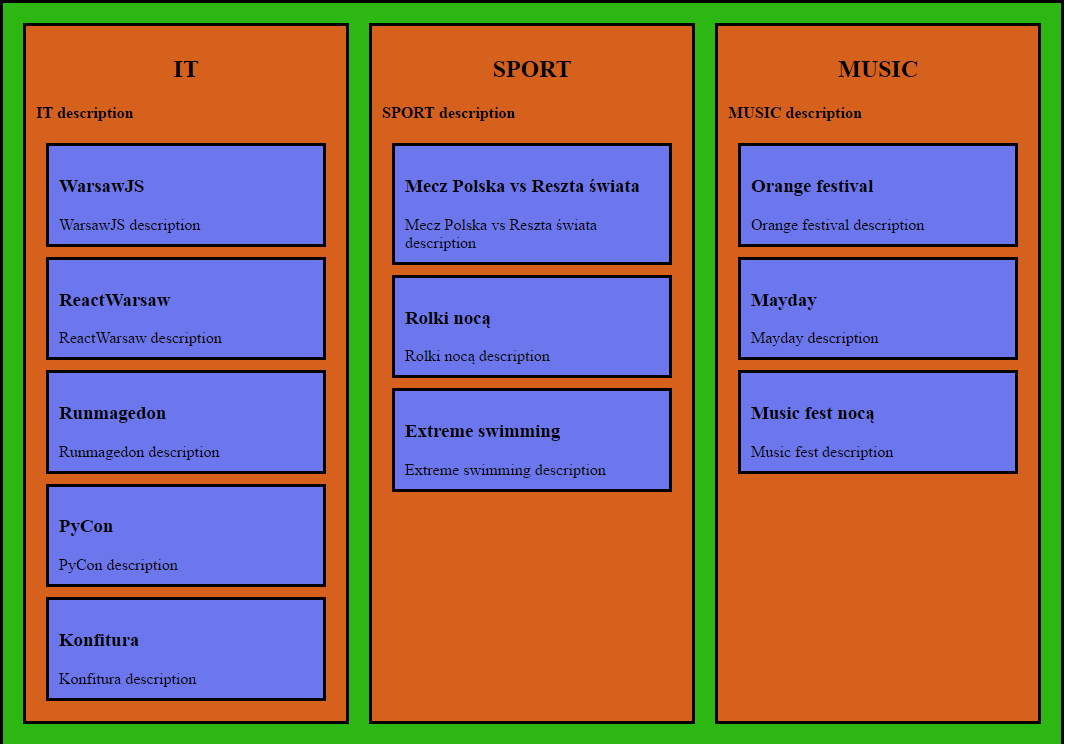 IT
IT description
WarsawJS
WarsawJS description
ReactWarsaw
ReactWarsaw description
Runmagedon
Runmagedon description
PyCon
PyCon description
Konfitura
Konfitura description
SPORT
SPORT description
Mecz Polska vs Reszta świata
Mecz Polska vs Reszta świata
description
Rolki nocą
Rolki nocą description
Extreme swimming
Extreme swimming description
MUSIC
MUSIC description
Orange festival
Orange festival description
Mayday
Mayday description
Music fest nocą
Music fest description